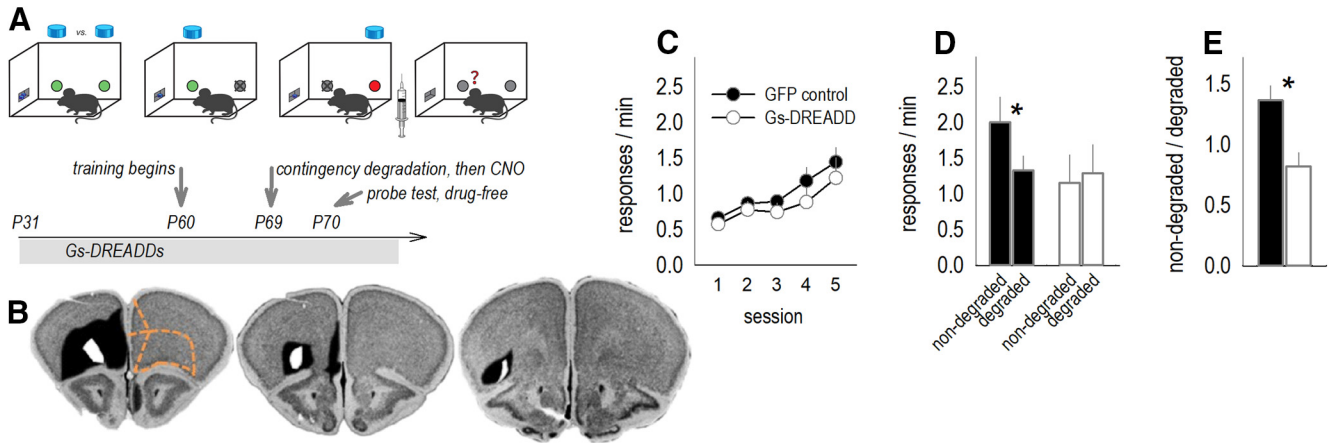 A
vs.
?
training begins
contingency degradation, then CNO
probe test, drug-free
P31
P60
P69
P70
Gs-DREADDs
B
C
responses / min
2.5
2.0
1.5
1.0
0.5
0.0
GFP control
Gs-DREADD
1 2 3 4 5
session
D
responses / min
2.5
2.0
1.5
1.0
0.5
0.0
*
non-degraded
degraded
non-degraded
degraded
E
non-degraded / degraded
1.5
1.0
0.5
0.0
*